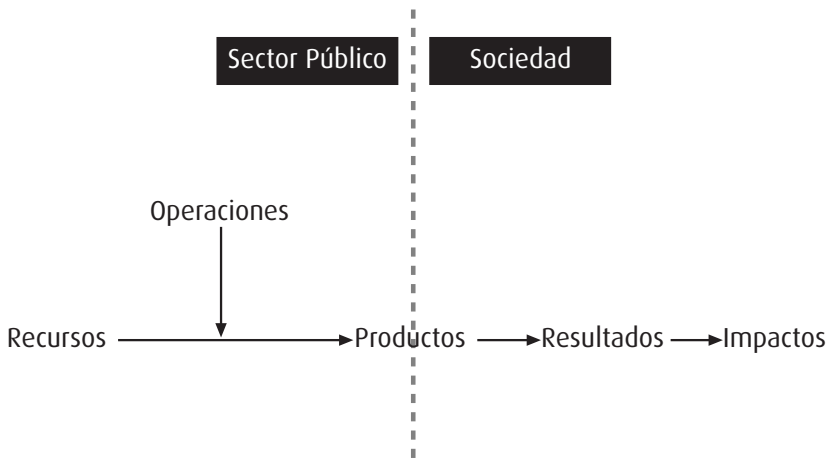 Sector Público
Sociedad
Operaciones
Recursos
Productos
Resultados
Impactos